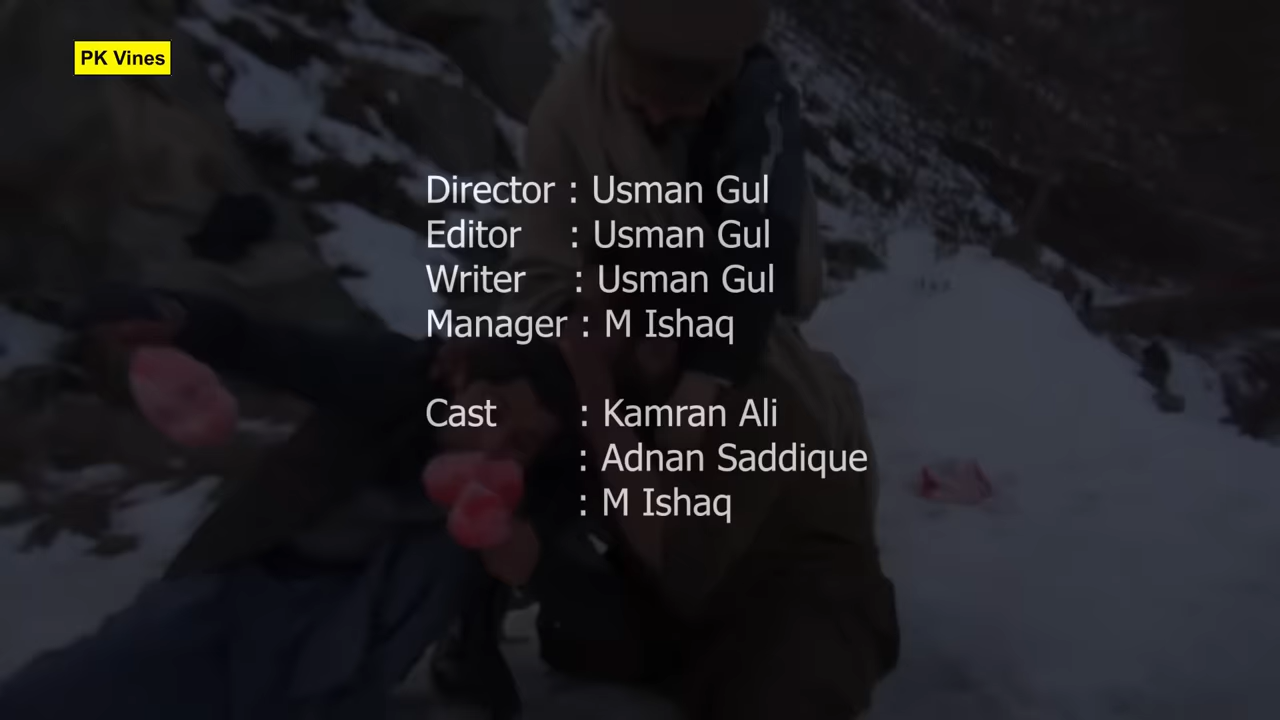 PK Vines
Director : Usman Gul
Editor : Usman Gul
Writer : Usman Gul
Manager : M Ishaq
Cast : Kamran Ali
: Adnan Saddique
: M Ishaq